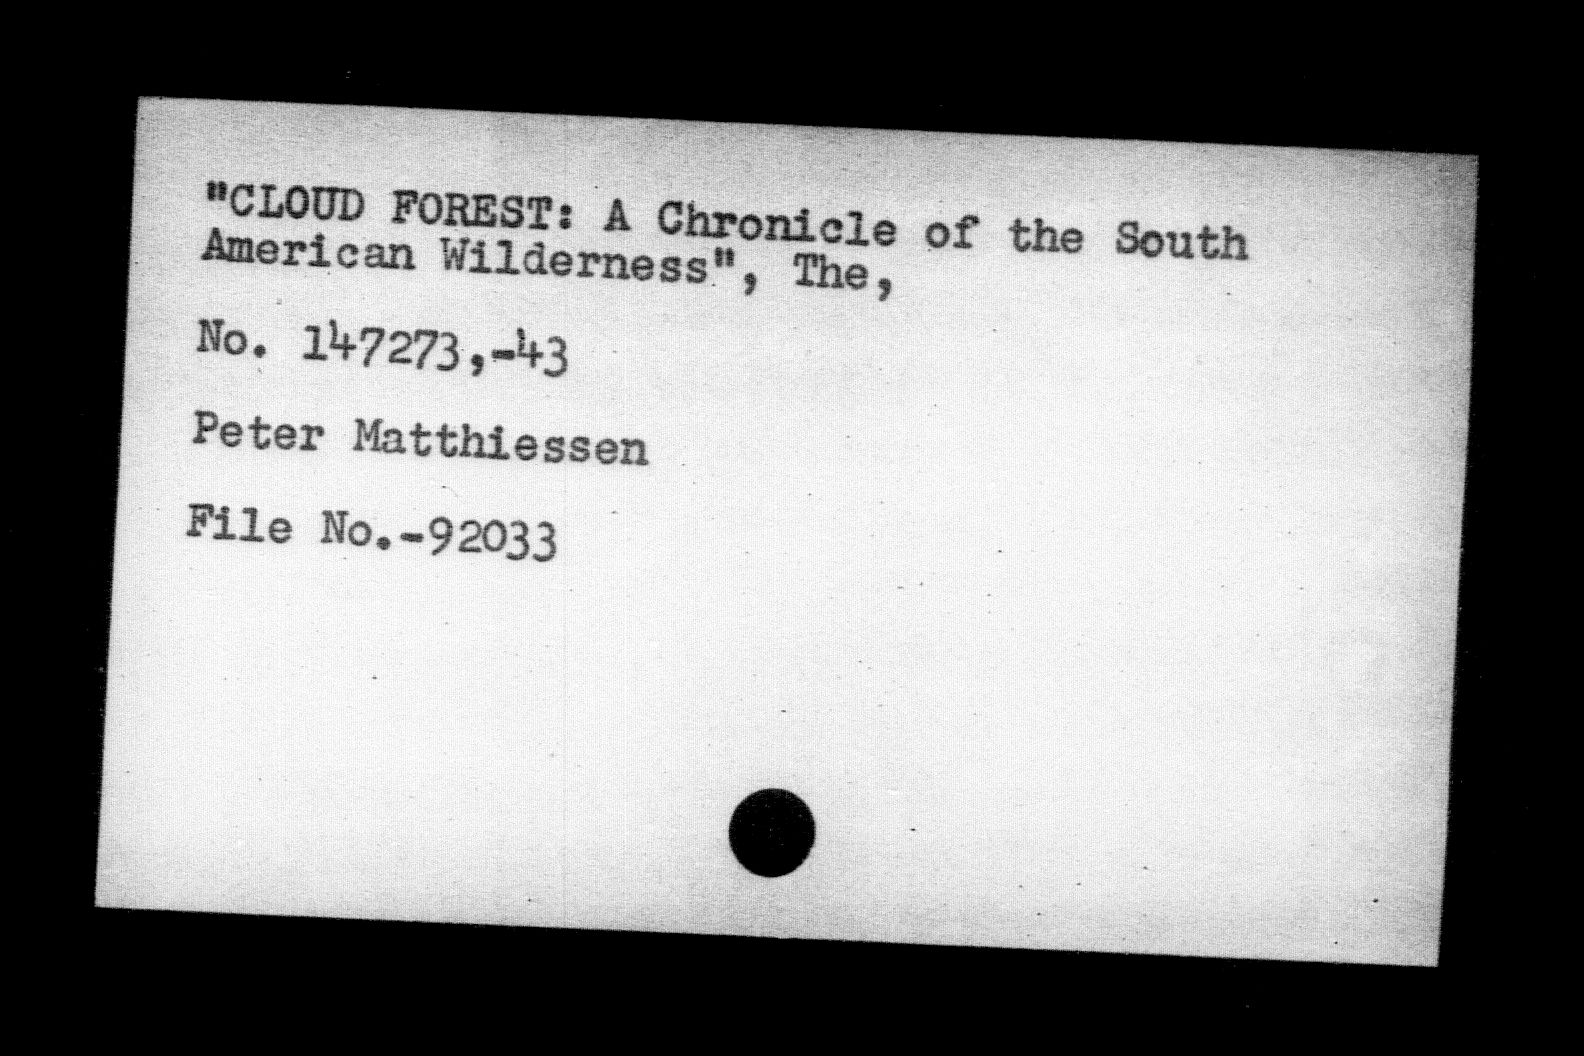 "CLOUD FOREST: A Chronicle of the South
American Wilderness", The,
No. 147273,-43
Peter Matthiessen
File No.-92033